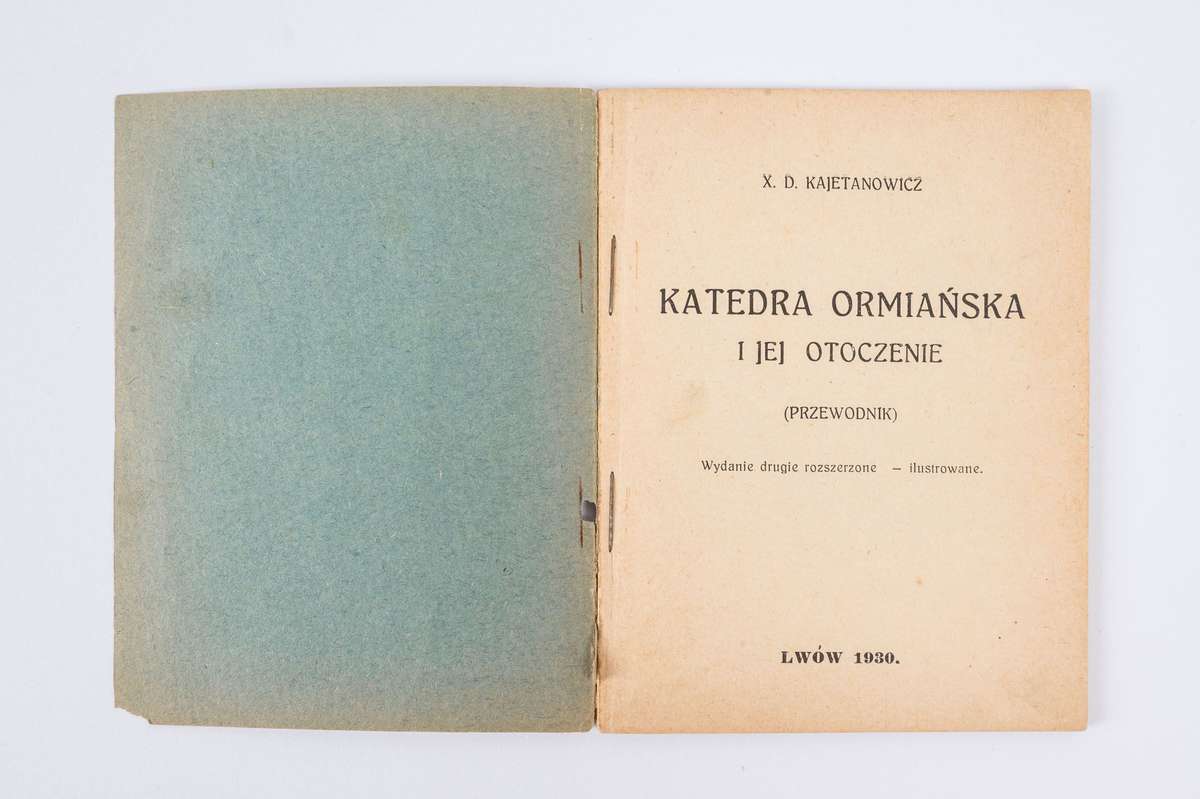 X. D. KAJETANOWICZ
KATEDRA ORMIAŃSKA
I JEJ OTOCZENIE
(PRZEWODNIK)
Wydanie drugie rozszerzone — ilustrowane.
LWÓW 1930.